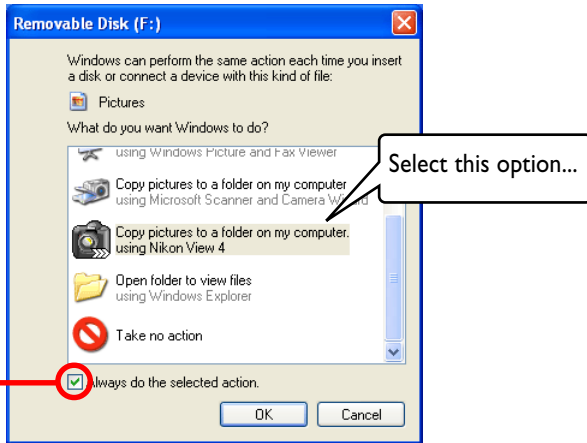 Removable Disk (F:)
Windows can perform the same action each time you insert
a disk or connect a device with this kind of file:
Pictures
What do you want Windows to do?
using Windows Picture and Fax Viewer
Select this option...
Copy pictures to a folder on my computer
using Microsoft Scanner and Camera Wizard
Copy pictures to a folder on my computer.
using Nikon View 4
Open folder to view files
using Windows Explorer
Take no action
Always do the selected action.
OK
Cancel